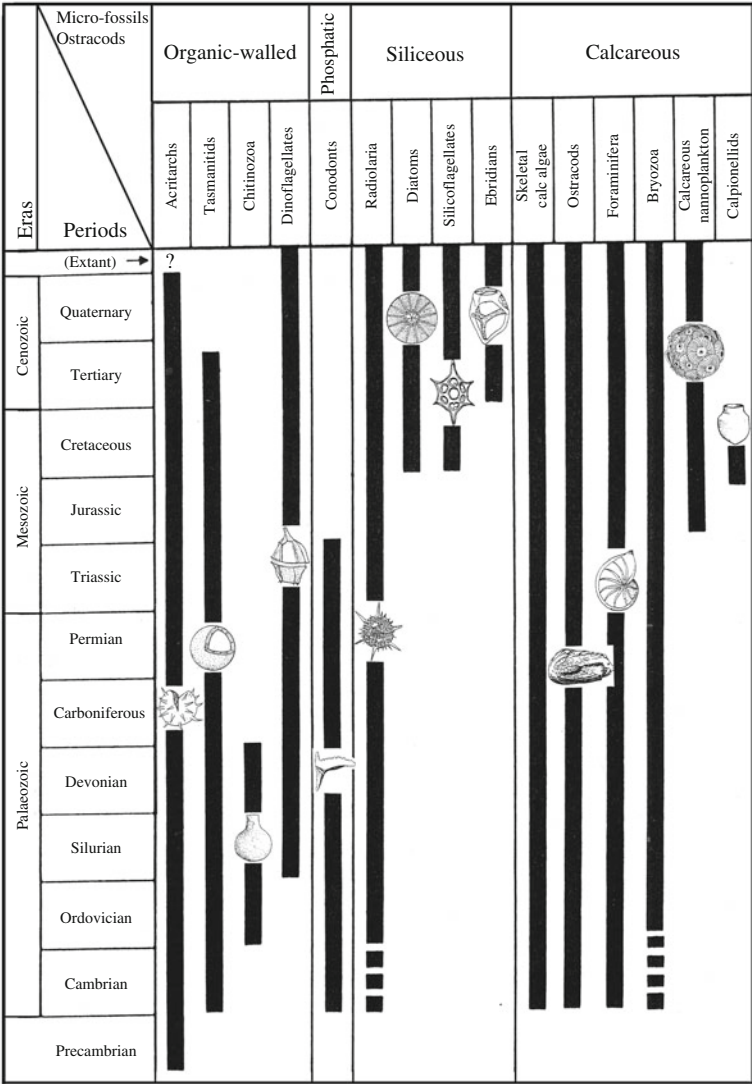 Micro-fossils
Ostracods
Organic-walled
Phosphatic
Siliceous
Calcareous
Eras
Periods
Acritarchs
Tasmanitids
Chitinozoa
Dinoflagellates
Conodonts
Radiolaria
Diatoms
Silicoflagellates
Ebridians
Skeletal
calc algae
Ostracods
Foraminifera
Bryozoa
Calcareous
nannoplankton
Calpionellids
(Extant) → ?
Cenozoic
Quaternary
Tertiary
Mesozoic
Cretaceous
Jurassic
Triassic
Palaeozoic
Permian
Carboniferous
Devonian
Silurian
Ordovician
Cambrian
Precambrian